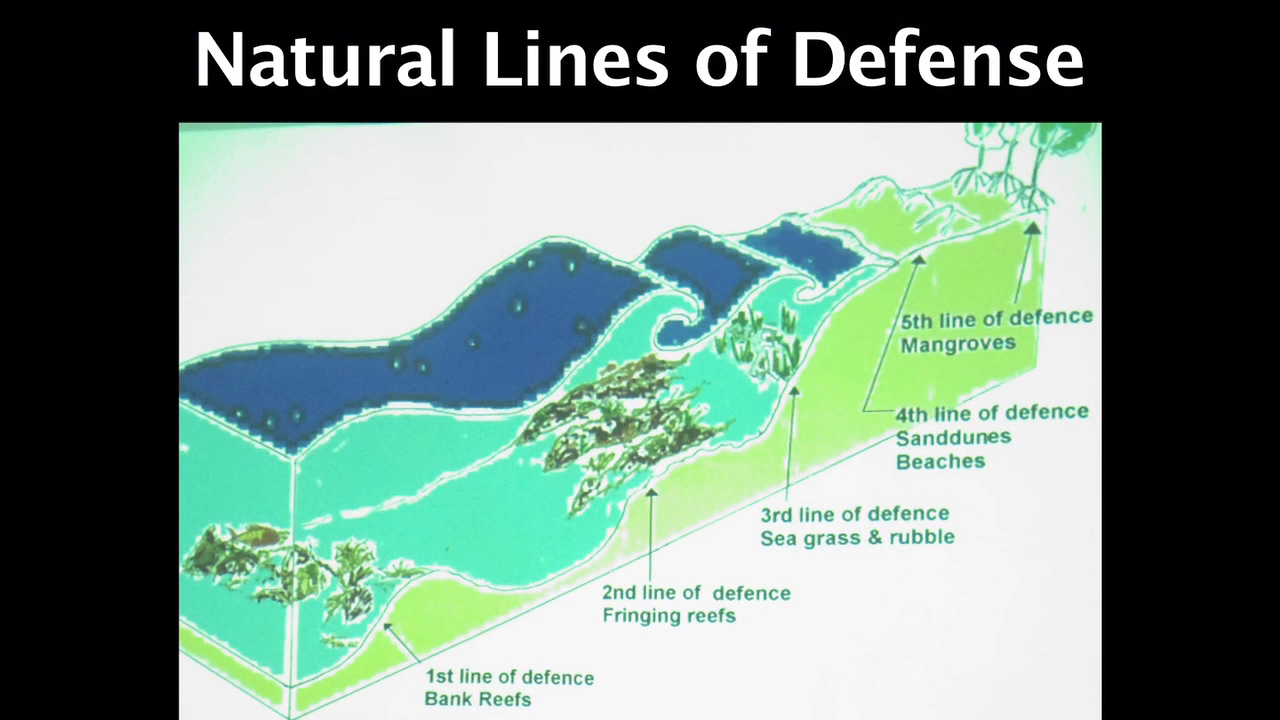 Natural Lines of Defense
5th line of defence
Mangroves
4th line of defence
Sanddunes
Beaches
3rd line of defence
Sea grass & rubble
2nd line of defence
Fringing reefs
1st line of defence
Bank Reefs